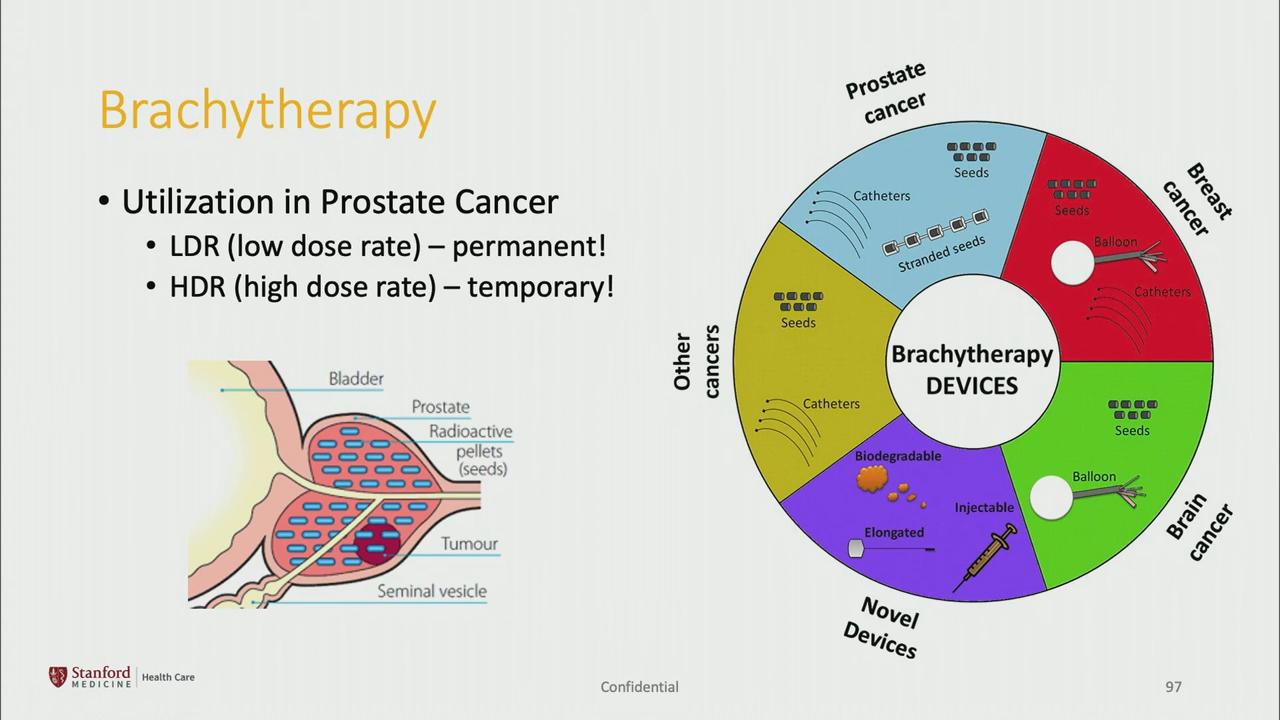 Brachytherapy
• Utilization in Prostate Cancer
• LDR (low dose rate) – permanent!
• HDR (high dose rate) – temporary!
Bladder
Prostate
Radioactive
pellets
(seeds)
Tumour
Seminal vesicle
Prostate
cancer
Seeds
Catheters
Stranded seeds
Breast
cancer
Seeds
Balloon
Catheters
Brain
cancer
Seeds
Balloon
Novel
Devices
Biodegradable
Injectable
Elongated
Other
cancers
Seeds
Catheters
Brachytherapy
DEVICES
Stanford
MEDICINE
Health Care
Confidential
97